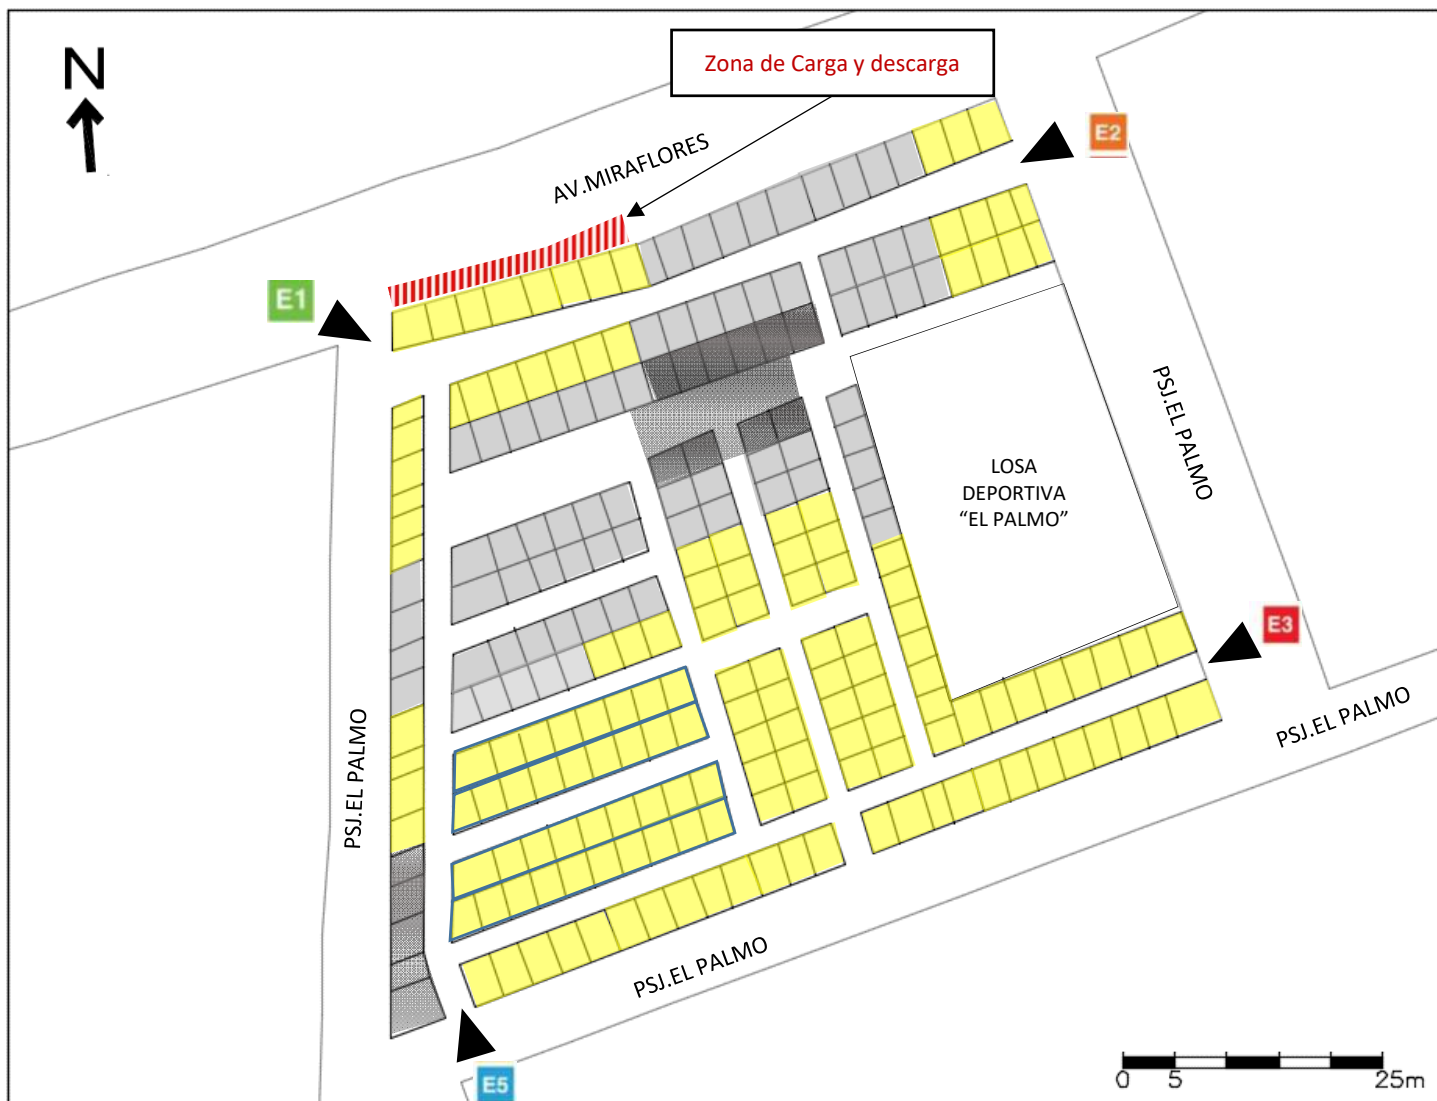 N
Zona de Carga y descarga
E2
AV.MIRAFLORES
E1
PSJ.EL PALMO
LOSA
DEPORTIVA
“EL PALMO”
E3
PSJ.EL PALMO
PSJ.EL PALMO
PSJ.EL PALMO
E5
0 5 25m